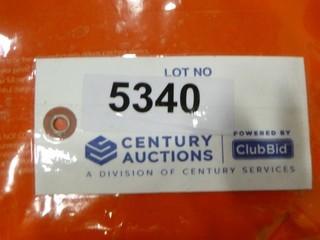 LOT NO
5340
CENTURY
AUCTIONS
POWERED BY
ClubBid
A DIVISION OF CENTURY SERVICES